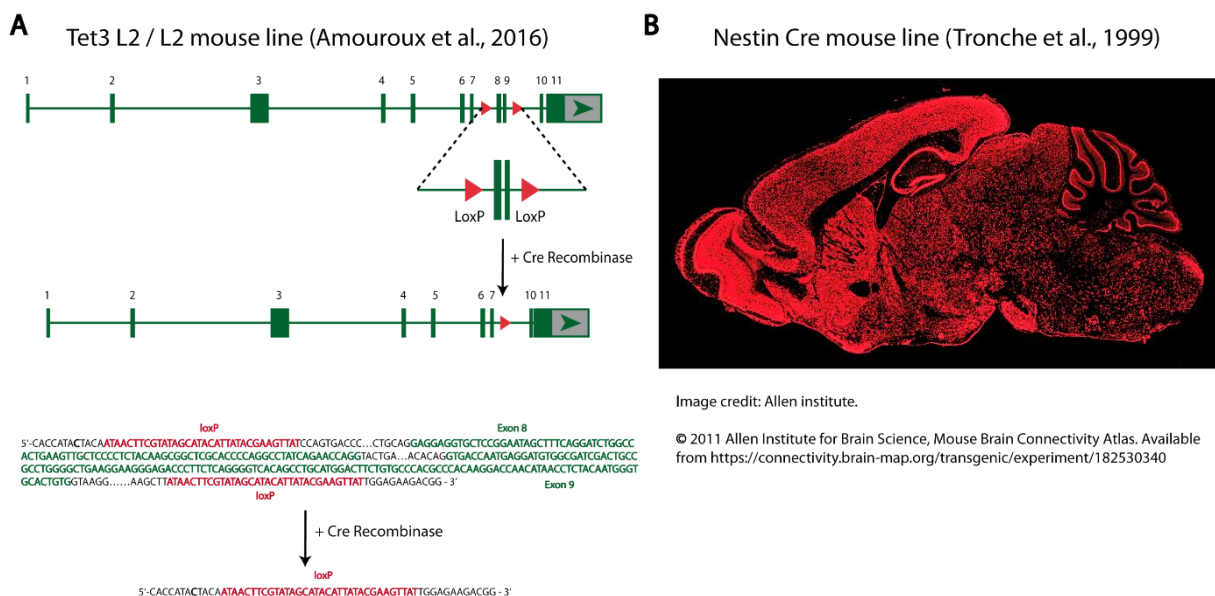 A
Tet3 L2 / L2 mouse line (Amouroux et al., 2016)
1 2 3 4 5 6 7 8 9 10 11
LoxP LoxP
+ Cre Recombinase
1 2 3 4 5 6 7 10 11
loxP Exon 8
5'-CACCATACTACAATAACTTCGTATAGCATACATTATACGAAGTTATCCAGTGACCC...CTGCAGGAGGAGGTGCTCCGGAATAGCTTTCAGGATCTGGCC
ACTGAAGTTGCTCCCCTCTACAAGCGGCTCGCACCCCAGGCCTATCAGAACCAGGTACTGA...ACACAGGTGACCAATGAGGATGTGGCGATCGACTGCC
GCCTGGGGCTGAAGGAAGGGAGACCCTTCTCAGGGGTCACAGCCTGCATGGACTTCTGTGCCCACGCCCACAAGGACCAACATAACCTCTACAATGGGT
GCACTGTGGTAAGG......AAGCTTATAACTTCGTATAGCATACATTATACGAAGTTATTGGAGAAGACGG - 3'
loxP Exon 9
+ Cre Recombinase
loxP
5'-CACCATACTACAATAACTTCGTATAGCATACATTATACGAAGTTATTGGAGAAGACGG - 3'
B
Nestin Cre mouse line (Tronche et al., 1999)
Image credit: Allen institute.
© 2011 Allen Institute for Brain Science, Mouse Brain Connectivity Atlas. Available
from https://connectivity.brain-map.org/transgenic/experiment/182530340